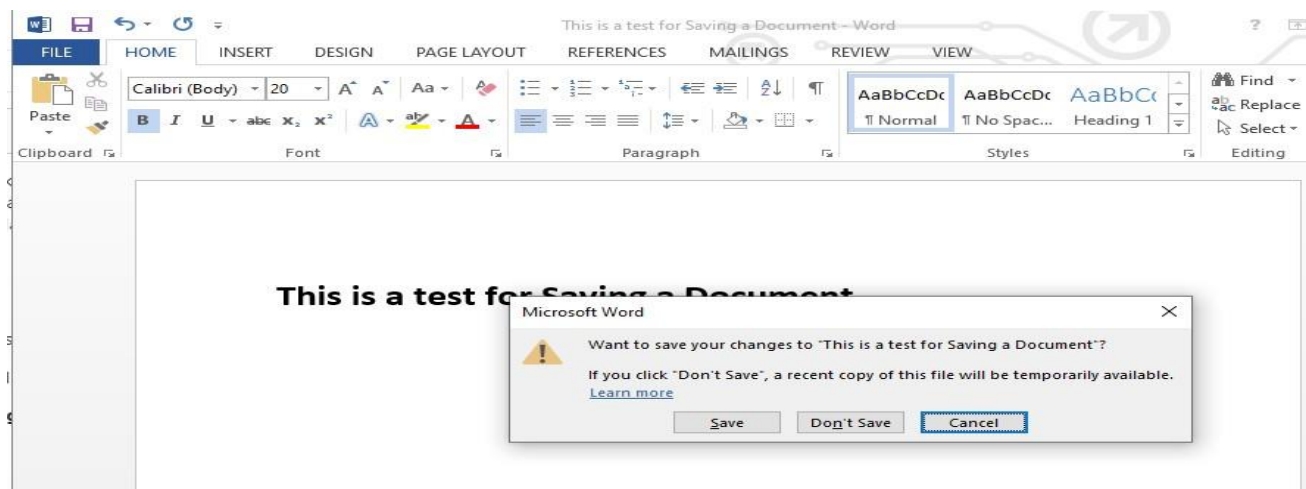 This is a test for Saving a Document - Word
?
FILE HOME INSERT DESIGN PAGE LAYOUT REFERENCES MAILINGS REVIEW VIEW
Paste
Clipboard
Calibri (Body) 20 A A Aa
B I U abc x₂ x² A aby A
Font
Paragraph
AaBbCcDc AaBbCcDc AaBbC
¶ Normal ¶ No Spac... Heading 1
Styles
Find
Replace
Select
Editing
This is a test for Saving a Document
Microsoft Word
Want to save your changes to "This is a test for Saving a Document"?
If you click "Don't Save", a recent copy of this file will be temporarily available.
Learn more
Save Don't Save Cancel